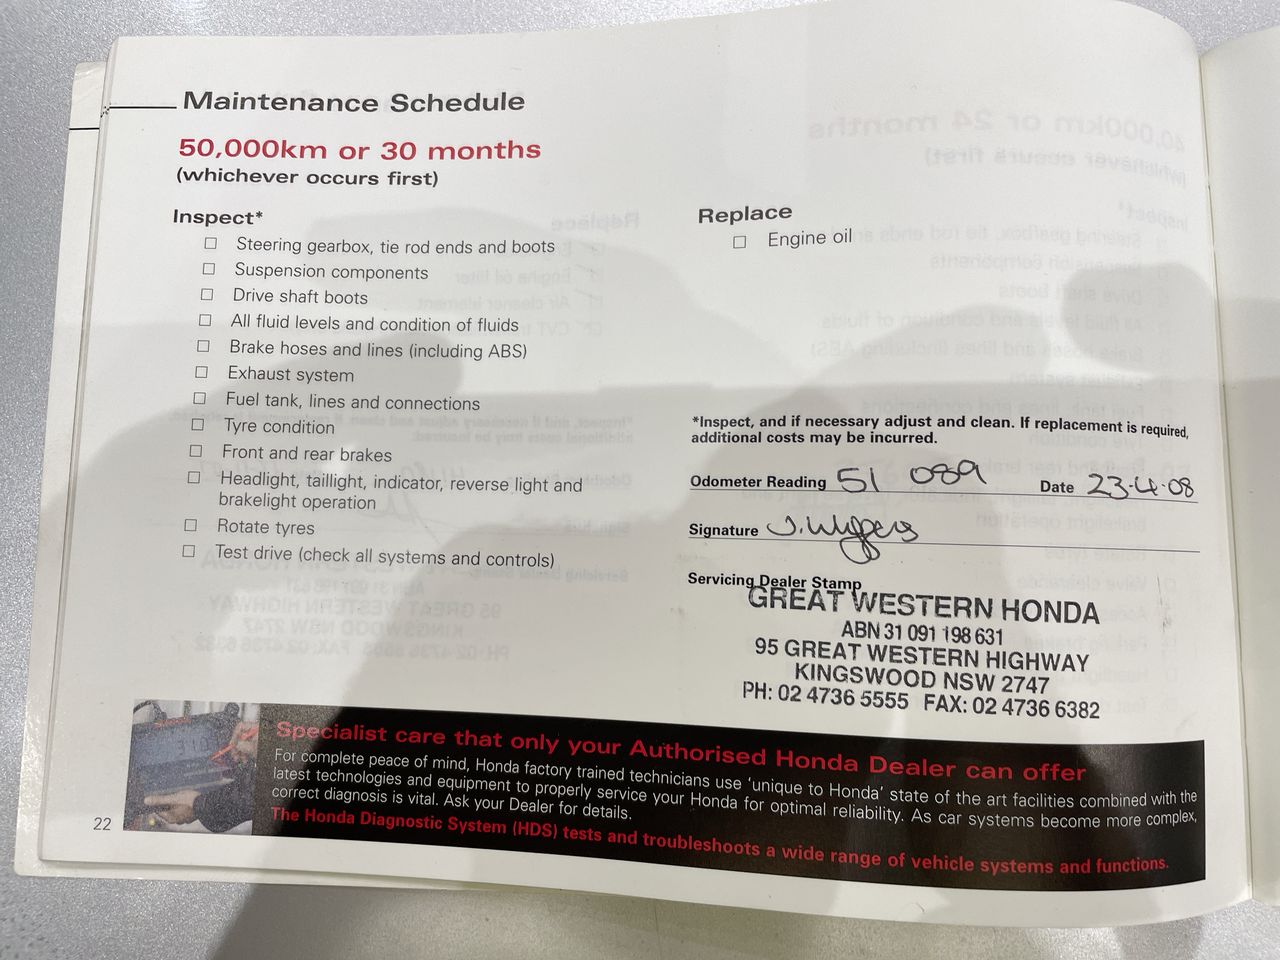 Maintenance Schedule
50,000km or 30 months
(whichever occurs first)
Inspect*
Steering gearbox, tie rod ends and boots
Suspension components
Drive shaft boots
All fluid levels and condition of fluids
Brake hoses and lines (including ABS)
Exhaust system
Fuel tank, lines and connections
Tyre condition
Front and rear brakes
Headlight, taillight, indicator, reverse light and
brakelight operation
Rotate tyres
Test drive (check all systems and controls)
Replace
Engine oil
*Inspect, and if necessary adjust and clean. If replacement is required,
additional costs may be incurred.
Odometer Reading 51 089 Date 23-4-08
Signature
Servicing Dealer Stamp
GREAT WESTERN HONDA
ABN 31 091 198 631
95 GREAT WESTERN HIGHWAY
KINGSWOOD NSW 2747
PH: 02 4736 5555 FAX: 02 4736 6382
Specialist care that only your Authorised Honda Dealer can offer
For complete peace of mind, Honda factory trained technicians use 'unique to Honda' state of the art facilities combined with the
latest technologies and equipment to properly service your Honda for optimal reliability. As car systems become more complex,
correct diagnosis is vital. Ask your Dealer for details.
The Honda Diagnostic System (HDS) tests and troubleshoots a wide range of vehicle systems and functions.
22